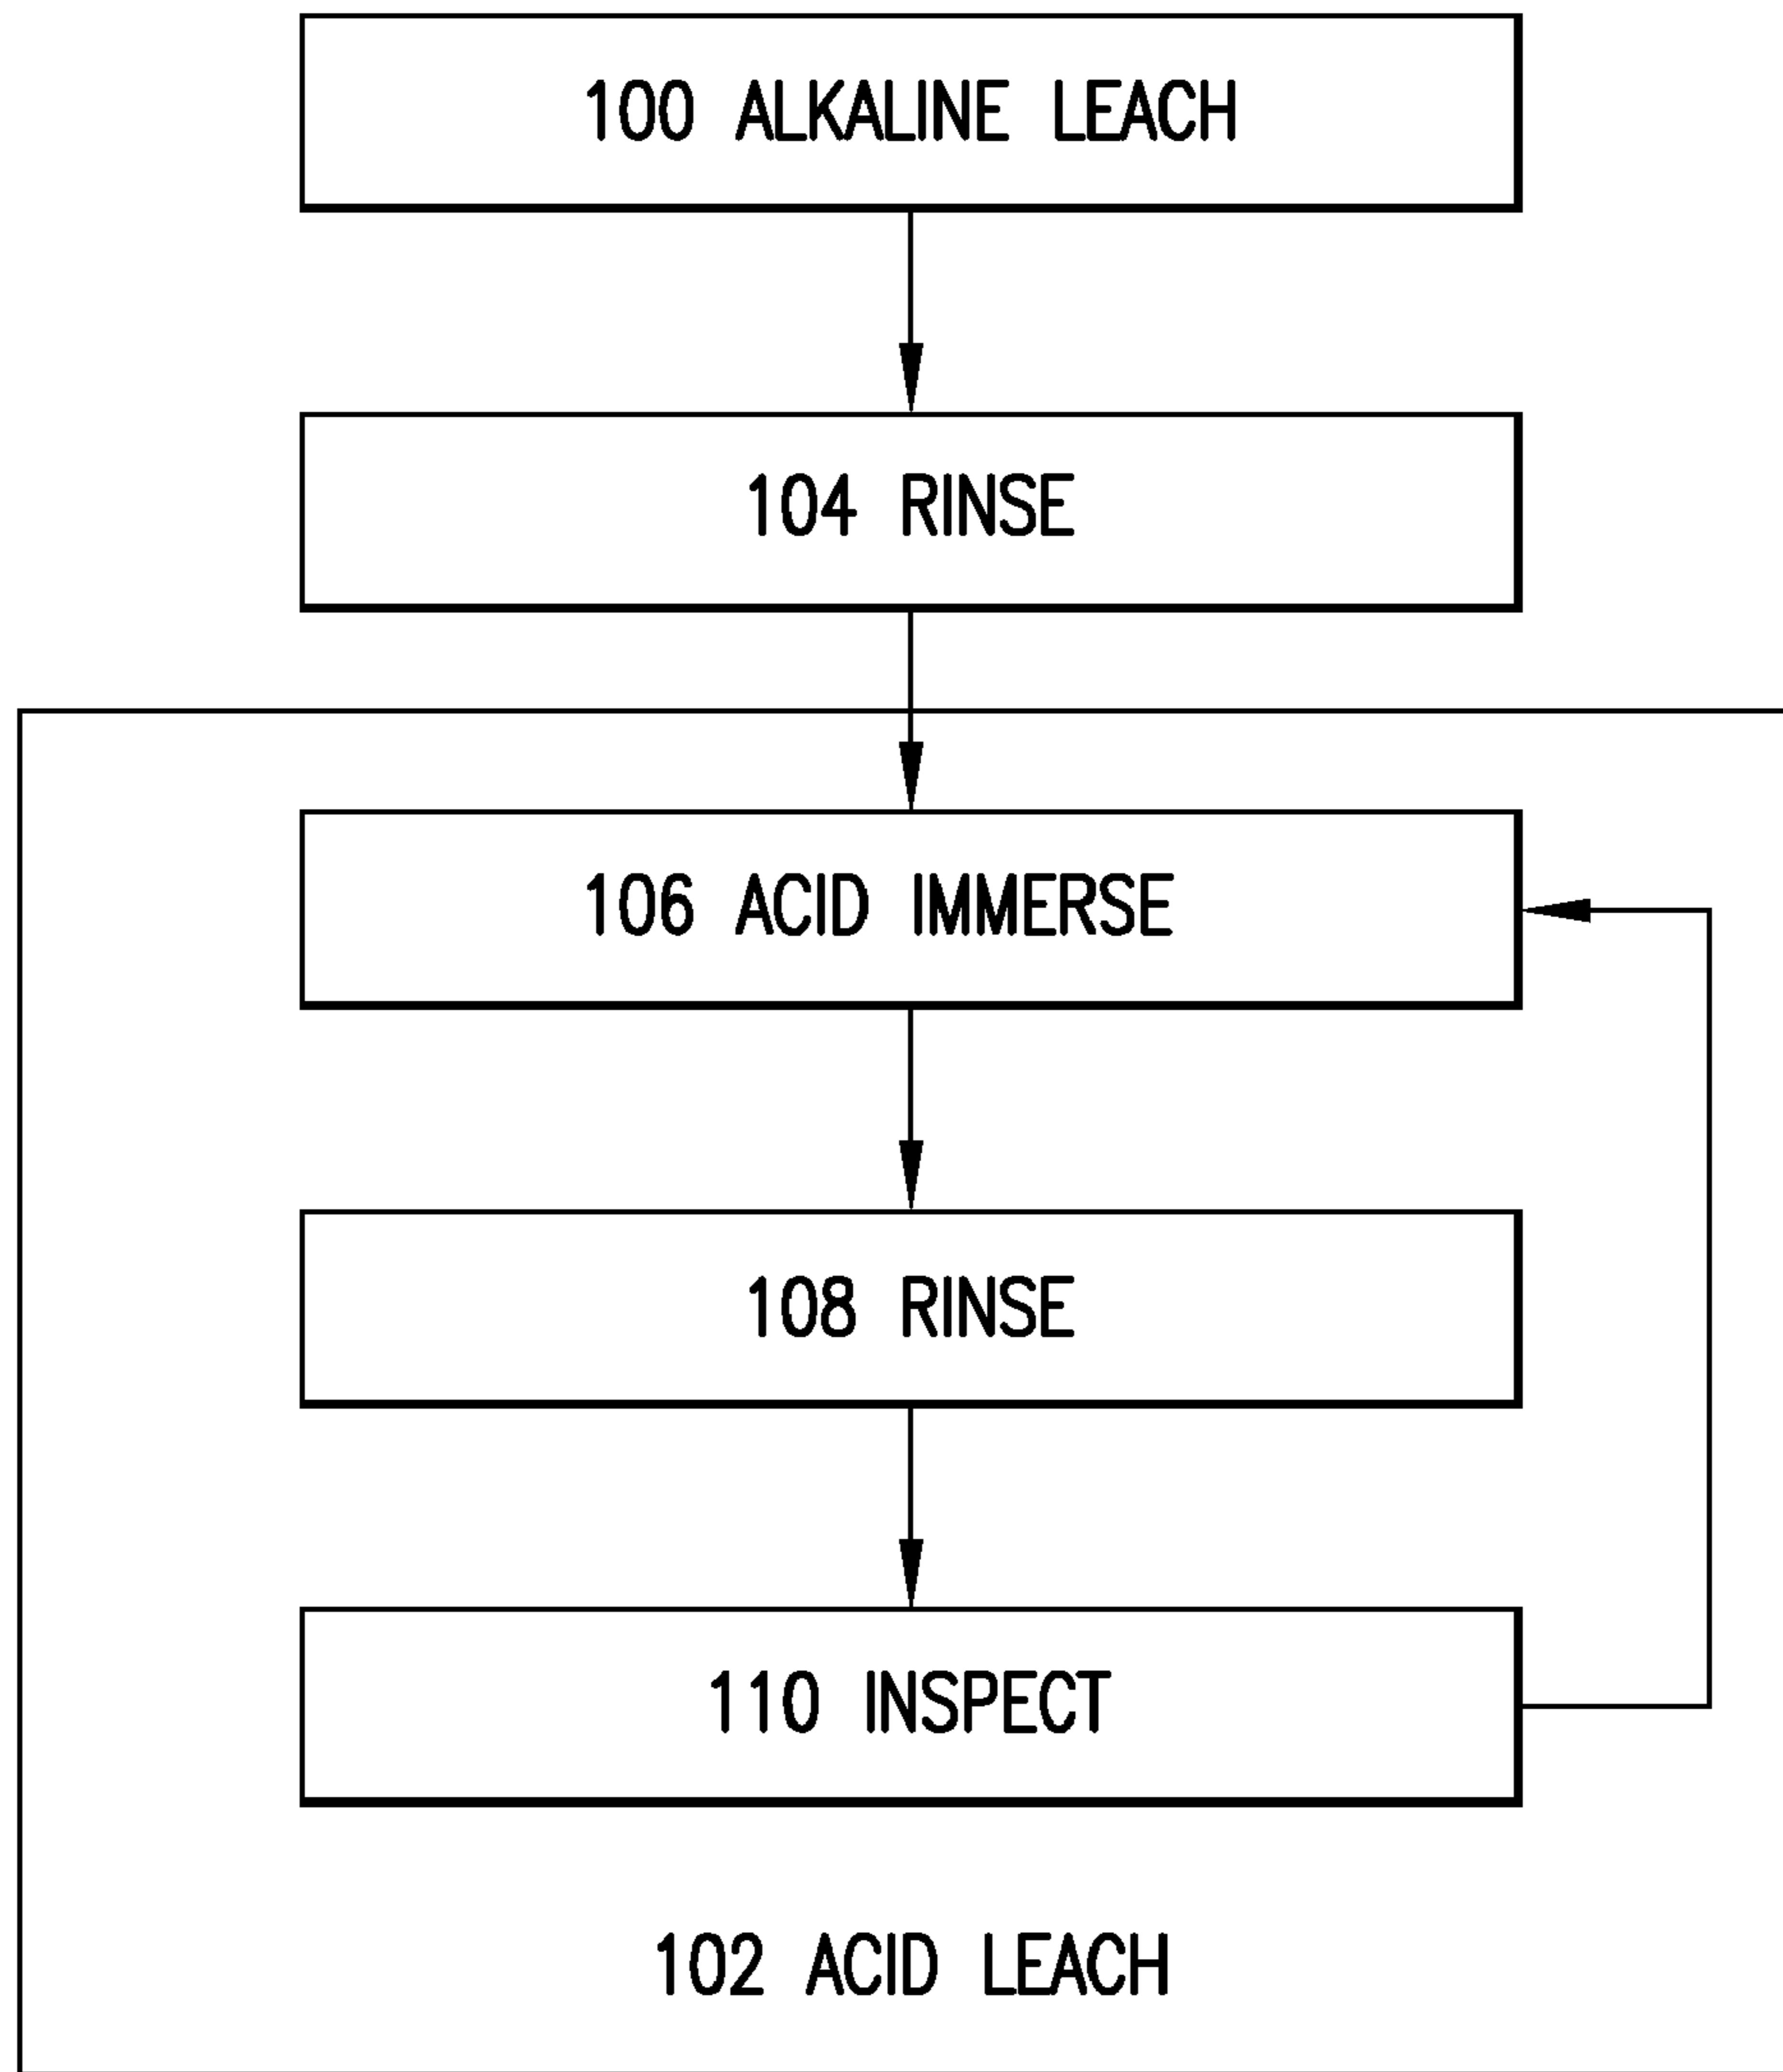 100 ALKALINE LEACH
104 RINSE
106 ACID IMMERSE
108 RINSE
110 INSPECT
102 ACID LEACH